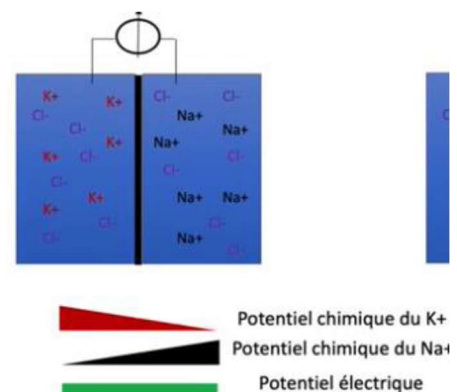 K+ K+ Cl- Cl-
Cl- Na+
Cl- Na+
K+ Na+
K+ Cl- Cl-
Cl- Cl-
K+ Na+ Na+
K+ Cl- Cl-
Cl- Na+ Cl-
Potentiel chimique du K+
Potentiel chimique du Na+
Potentiel électrique